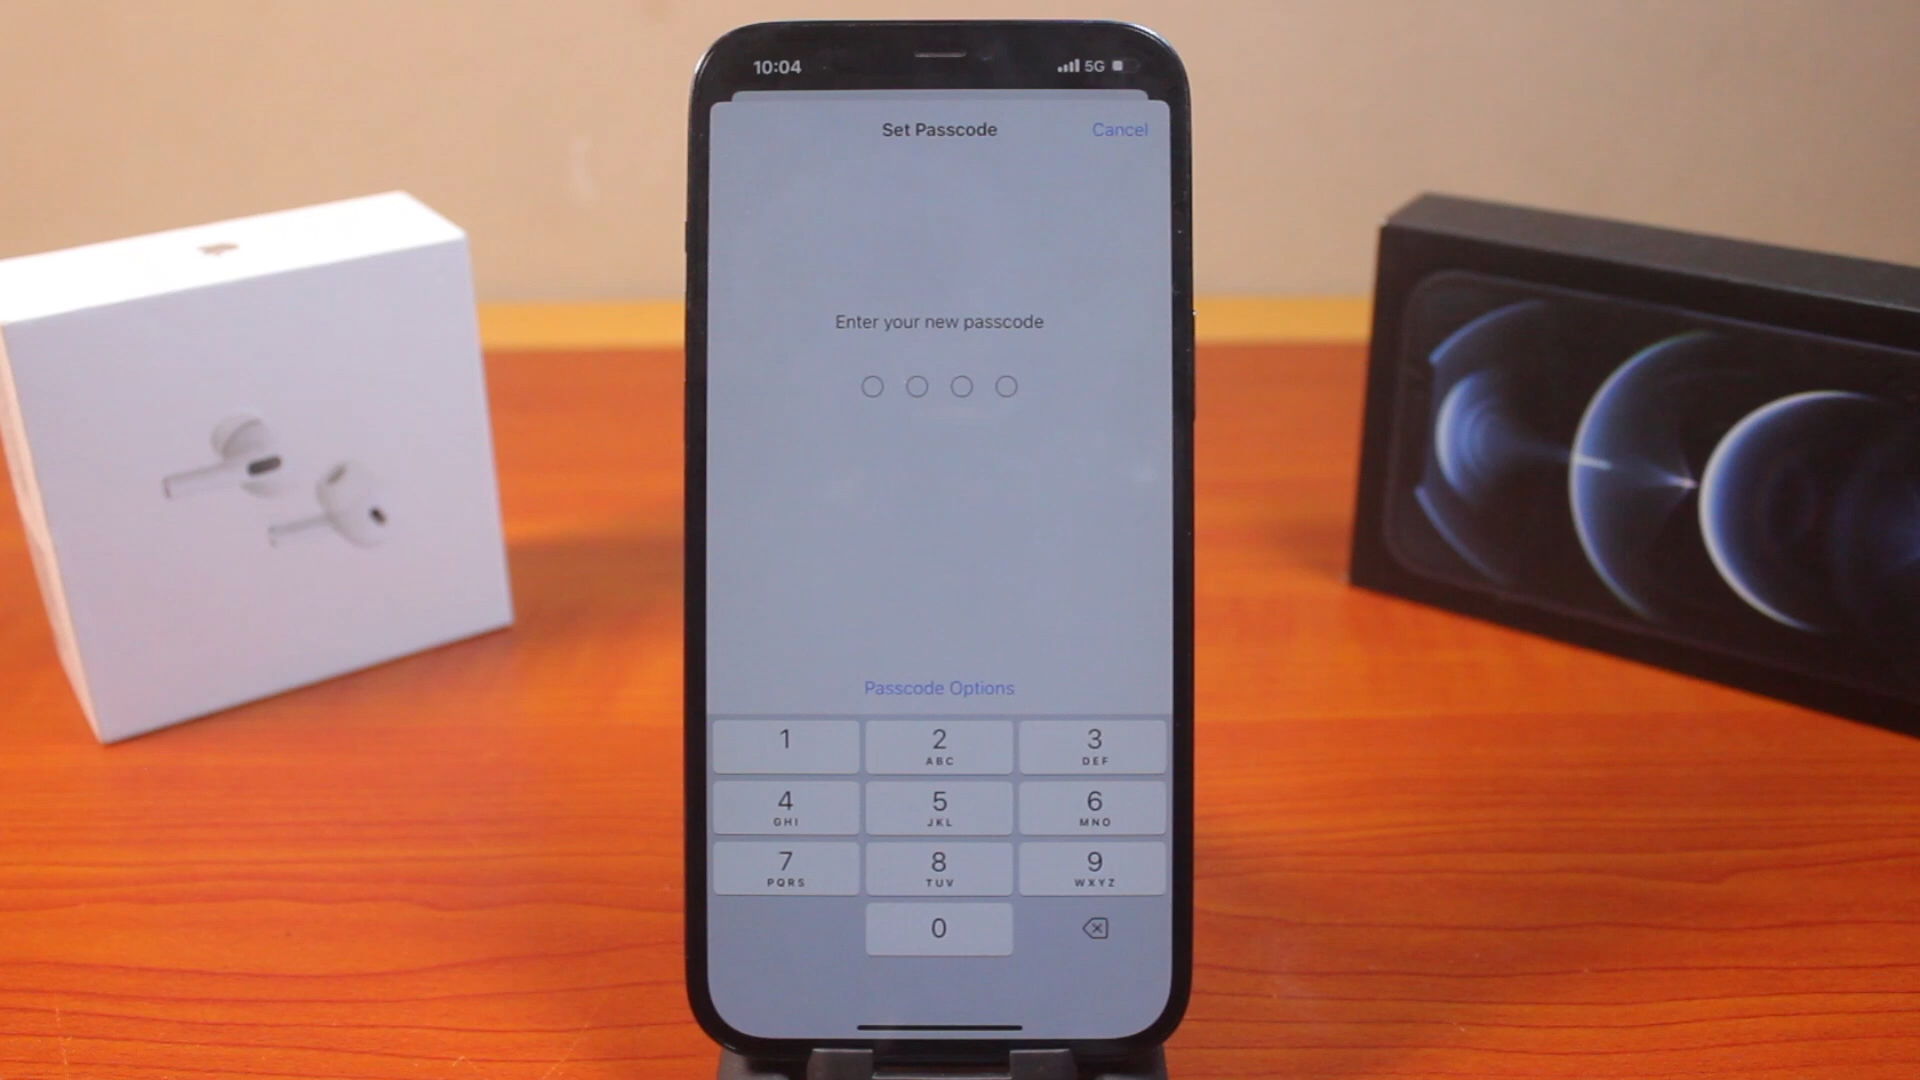 10:04 5G
Set Passcode Cancel
Enter your new passcode
Passcode Options
1 2 3
ABC DEF
4 5 6
GHI JKL MNO
7 8 9
PQRS TUV WXYZ
0